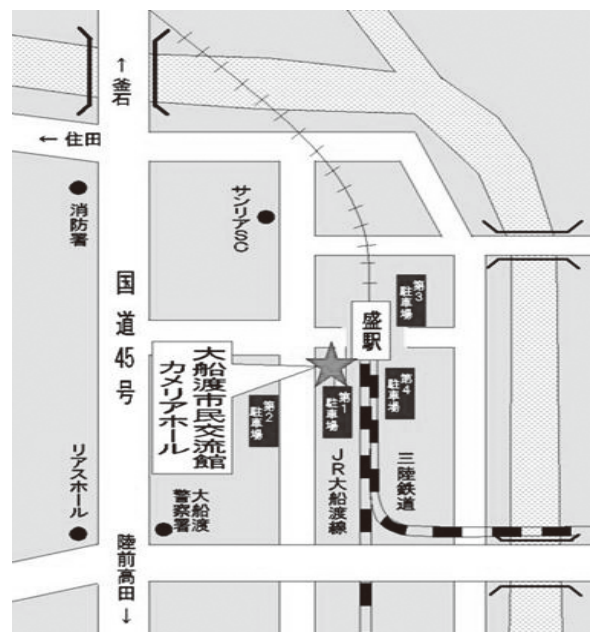 ↑釜石
← 住田
消防署
サンリアSC
国道45号
盛駅
第3
駐車場
大船渡市民交流館
カメリアホール
第1
駐車場
第2
駐車場
第4
駐車場
リアスホール
大船渡
警察署
JR大船渡線
三陸鉄道
陸前高田↓